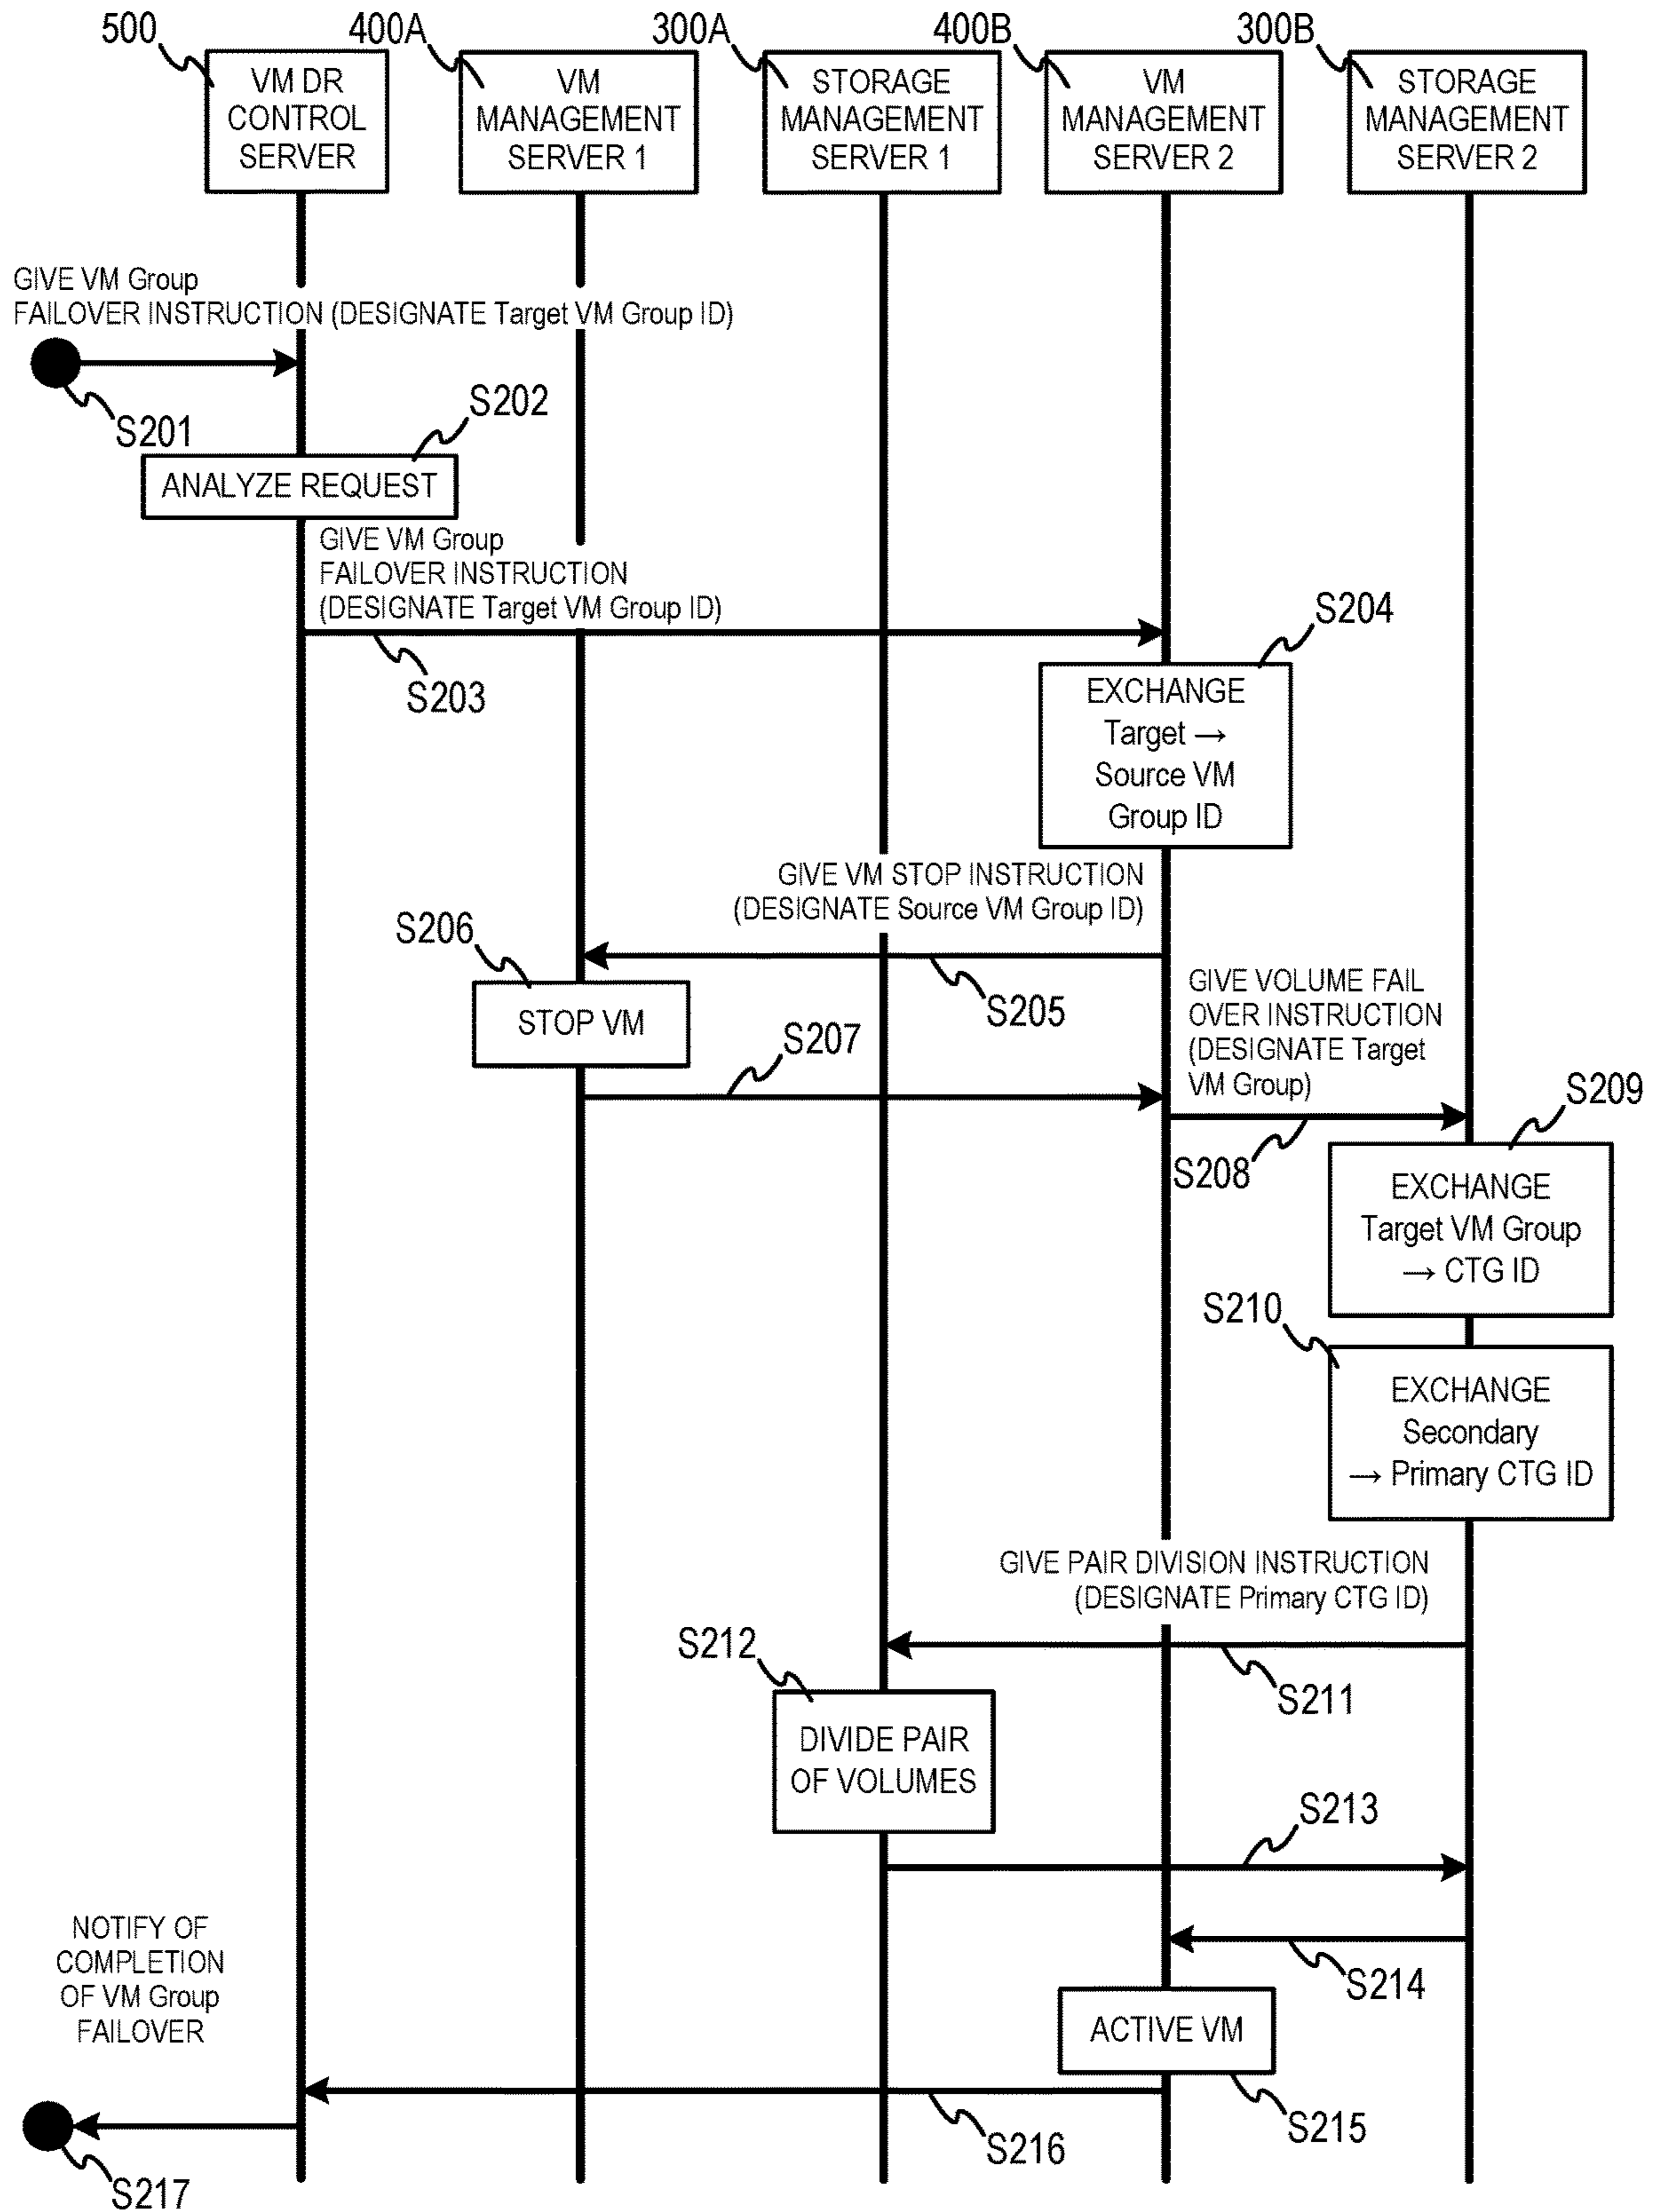 500
400A
300A
400B
300B
VM DR
CONTROL
SERVER
VM
MANAGEMENT
SERVER 1
STORAGE
MANAGEMENT
SERVER 1
VM
MANAGEMENT
SERVER 2
STORAGE
MANAGEMENT
SERVER 2
GIVE VM Group
FAILOVER INSTRUCTION (DESIGNATE Target VM Group ID)
S201
S202
ANALYZE REQUEST
GIVE VM Group
FAILOVER INSTRUCTION
(DESIGNATE Target VM Group ID)
S203
S204
EXCHANGE
Target →
Source VM
Group ID
GIVE VM STOP INSTRUCTION
(DESIGNATE Source VM Group ID)
S205
S206
STOP VM
S207
GIVE VOLUME FAIL
OVER INSTRUCTION
(DESIGNATE Target
VM Group)
S208
S209
EXCHANGE
Target VM Group
→ CTG ID
S210
EXCHANGE
Secondary
→ Primary CTG ID
GIVE PAIR DIVISION INSTRUCTION
(DESIGNATE Primary CTG ID)
S211
S212
DIVIDE PAIR
OF VOLUMES
S213
S214
ACTIVE VM
S215
S216
NOTIFY OF
COMPLETION
OF VM Group
FAILOVER
S217